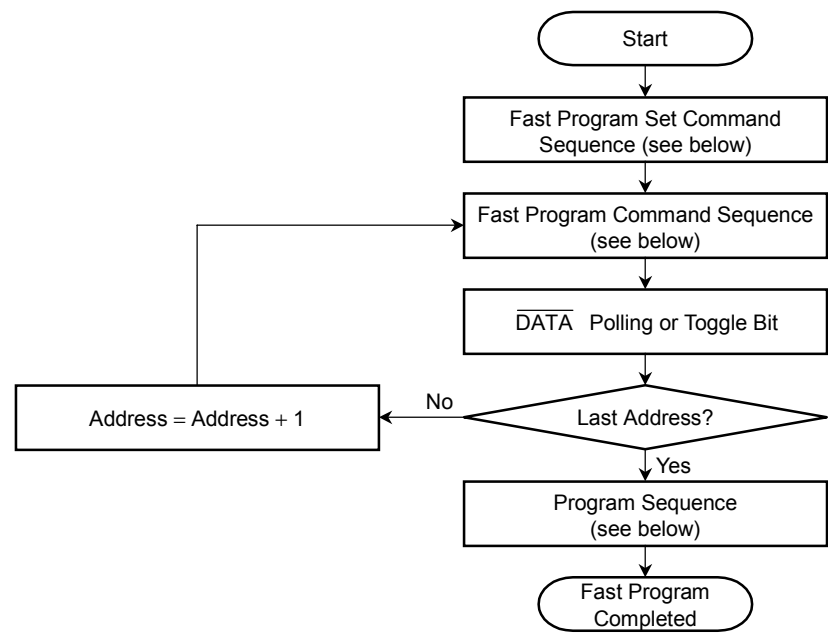 Start
Fast Program Set Command
Sequence (see below)
Fast Program Command Sequence
(see below)
D̅A̅T̅A̅ Polling or Toggle Bit
Address = Address + 1
No
Last Address?
Yes
Program Sequence
(see below)
Fast Program
Completed